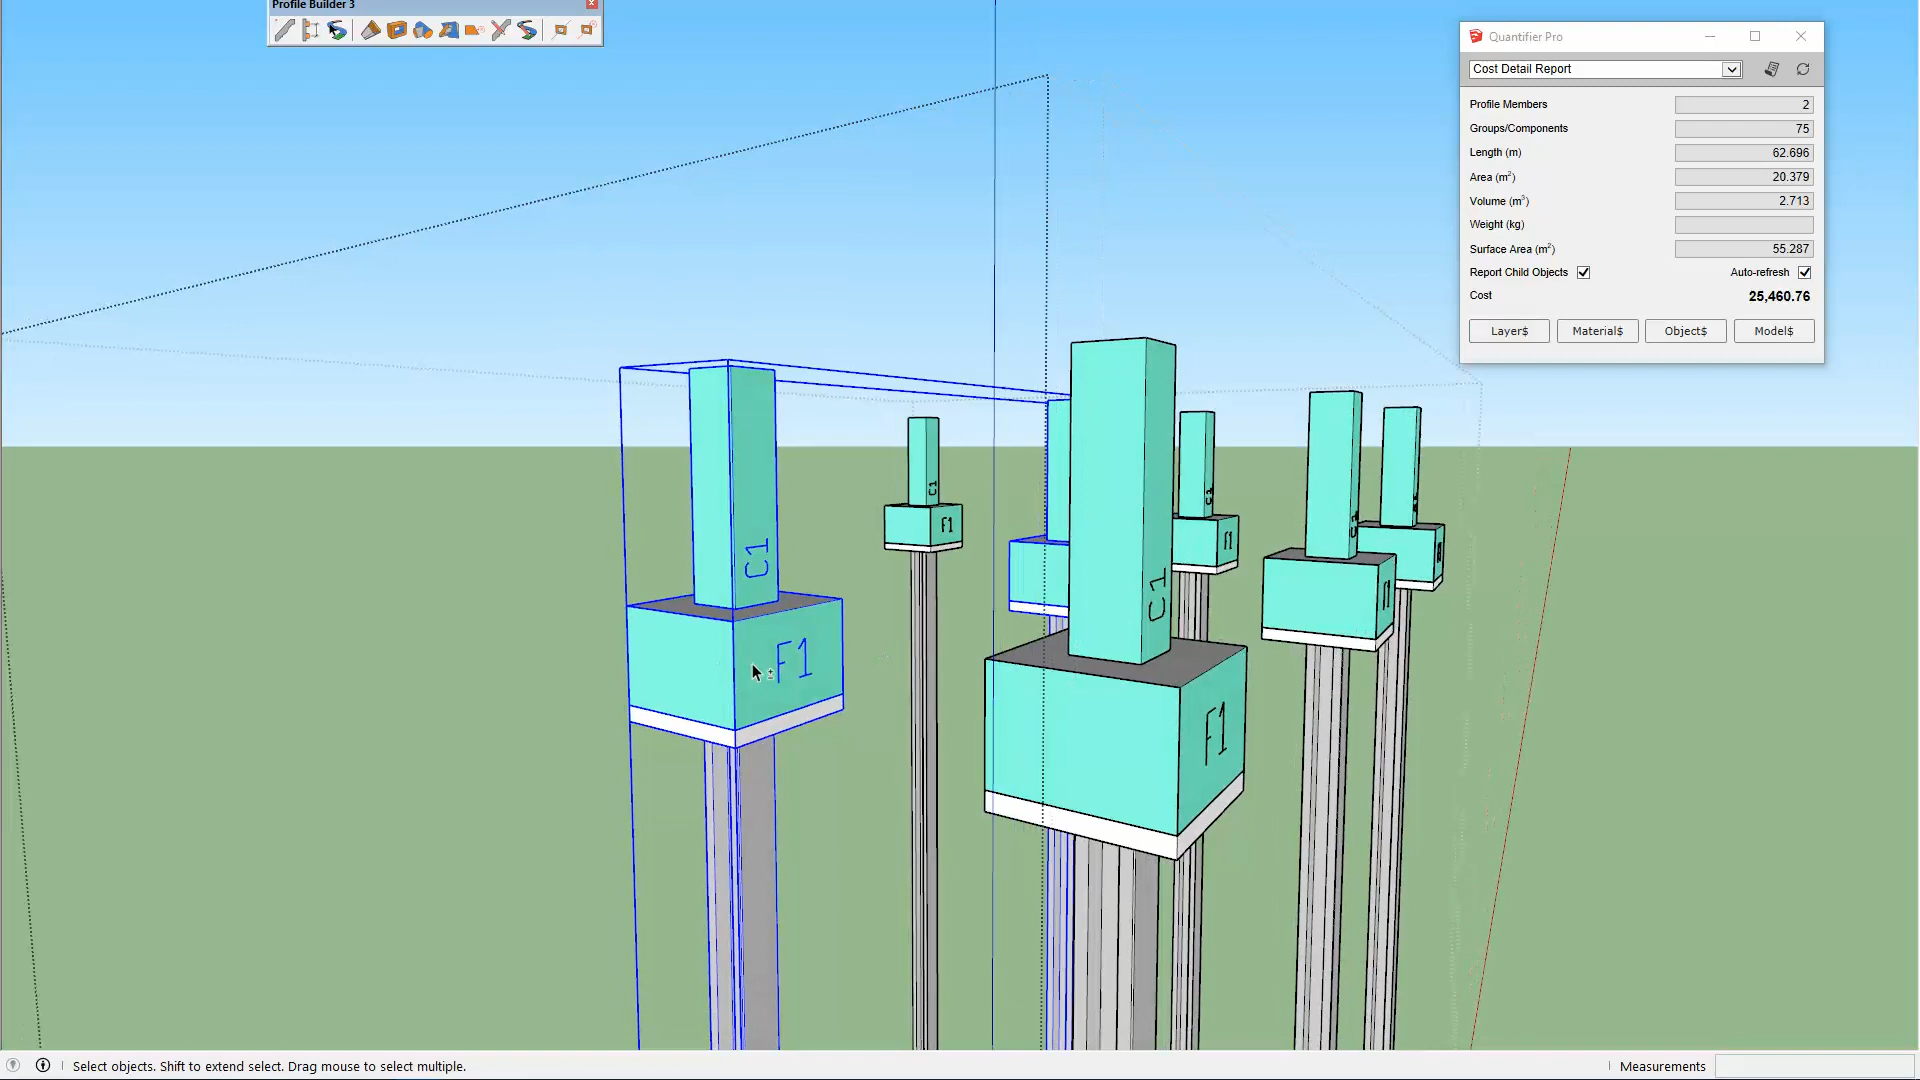 Profile Builder 3
Quantifier Pro
Cost Detail Report
Profile Members 2
Groups/Components 75
Length (m) 62.696
Area (m²) 20.379
Volume (m³) 2.713
Weight (kg)
Surface Area (m²) 55.287
Report Child Objects Auto-refresh
Cost 25,460.76
Layer$ Material$ Object$ Model$
C1
F1
C1
F1
C1
F1
C1
F1
Select objects. Shift to extend select. Drag mouse to select multiple.
Measurements